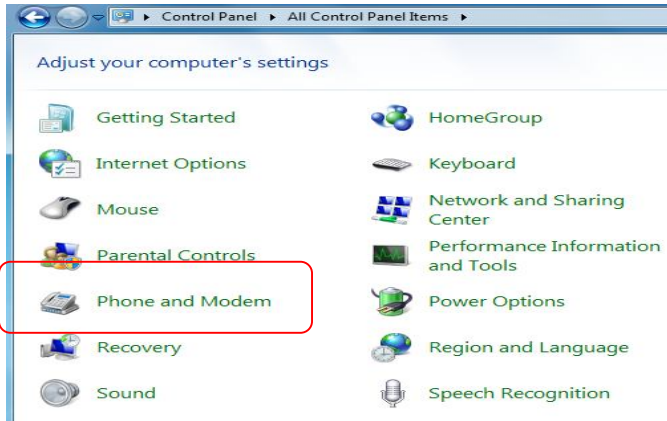 Control Panel ▸ All Control Panel Items ▸
Adjust your computer's settings
Getting Started
HomeGroup
Internet Options
Keyboard
Mouse
Network and Sharing
Center
Parental Controls
Performance Information
and Tools
Phone and Modem
Power Options
Recovery
Region and Language
Sound
Speech Recognition